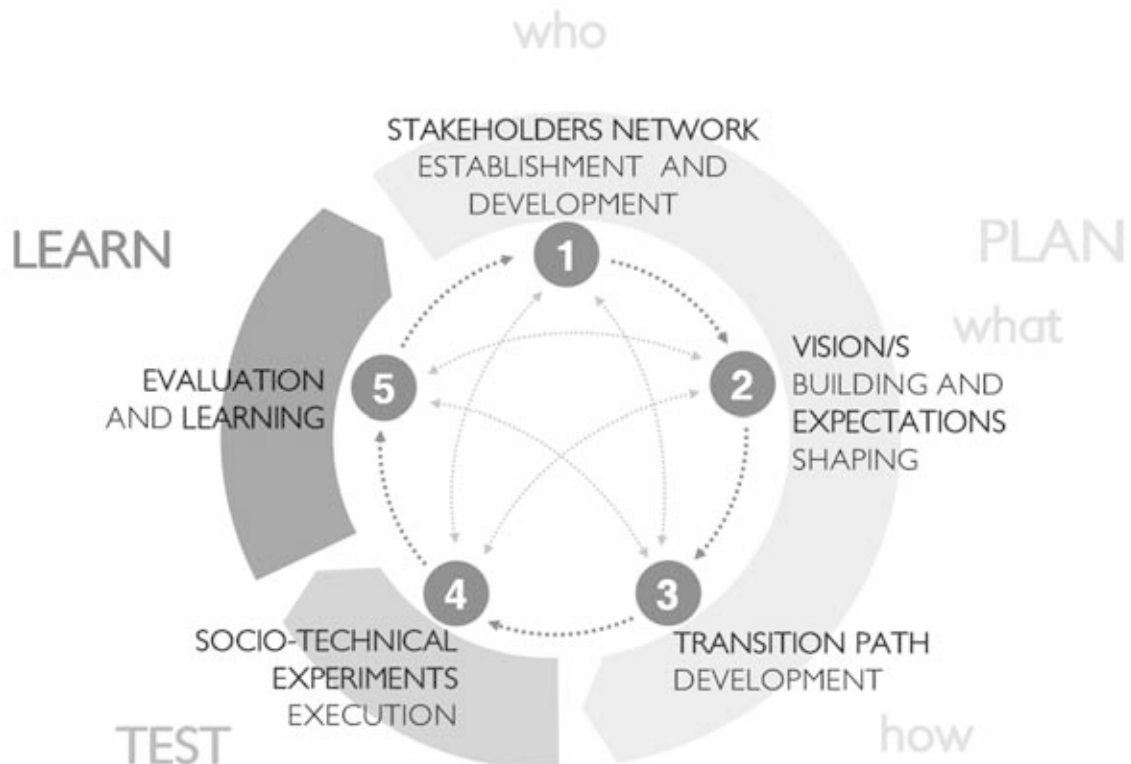 who
STAKEHOLDERS NETWORK
ESTABLISHMENT AND
DEVELOPMENT
1
LEARN
PLAN
what
VISION/S
BUILDING AND
EXPECTATIONS
SHAPING
2
5
EVALUATION
AND LEARNING
4
3
SOCIO-TECHNICAL
EXPERIMENTS
EXECUTION
TRANSITION PATH
DEVELOPMENT
TEST
how